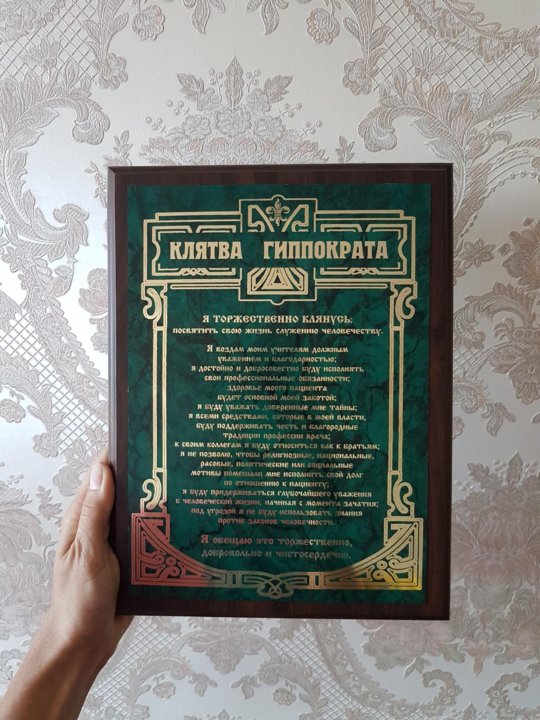 КЛЯТВА ГИППОКРАТА
Я ТОРЖЕСТВЕННО КЛЯНУСЬ:
ПОСВЯТИТЬ СВОЮ ЖИЗНЬ СЛУЖЕНИЮ ЧЕЛОВЕЧЕСТВУ.
Я ВОЗДАМ МОИМ УЧИТЕЛЯМ ДОЛЖНЫМ
УВАЖЕНИЕМ И БЛАГОДАРНОСТЬЮ;
Я ДОСТОЙНО И ДОБРОСОВЕСТНО БУДУ ИСПОЛНЯТЬ
СВОИ ПРОФЕССИОНАЛЬНЫЕ ОБЯЗАННОСТИ;
ЗДОРОВЬЕ МОЕГО ПАЦИЕНТА
БУДЕТ ОСНОВНОЙ МОЕЙ ЗАБОТОЙ;
Я БУДУ УВАЖАТЬ ДОВЕРЕННЫЕ МНЕ ТАЙНЫ;
Я ВСЕМИ СРЕДСТВАМИ, КОТОРЫЕ В МОЕЙ ВЛАСТИ,
БУДУ ПОДДЕРЖИВАТЬ ЧЕСТЬ И БЛАГОРОДНЫЕ
ТРАДИЦИИ ПРОФЕССИИ ВРАЧА;
К СВОИМ КОЛЛЕГАМ Я БУДУ ОТНОСИТЬСЯ КАК К БРАТЬЯМ;
Я НЕ ПОЗВОЛЮ, ЧТОБЫ РЕЛИГИОЗНЫЕ, НАЦИОНАЛЬНЫЕ,
РАСОВЫЕ, ПОЛИТИЧЕСКИЕ ИЛИ СОЦИАЛЬНЫЕ
МОТИВЫ ПОМЕШАЛИ МНЕ ИСПОЛНИТЬ СВОЙ ДОЛГ
ПО ОТНОШЕНИЮ К ПАЦИЕНТУ;
Я БУДУ ПРИДЕРЖИВАТЬСЯ ГЛУБОЧАЙШЕГО УВАЖЕНИЯ
К ЧЕЛОВЕЧЕСКОЙ ЖИЗНИ, НАЧИНАЯ С МОМЕНТА ЗАЧАТИЯ;
ПОД УГРОЗОЙ Я НЕ БУДУ ИСПОЛЬЗОВАТЬ ЗНАНИЯ
ПРОТИВ ЗАКОНОВ ЧЕЛОВЕЧНОСТИ.
Я ОБЕЩАЮ ЭТО ТОРЖЕСТВЕННО,
ДОБРОВОЛЬНО И ЧИСТОСЕРДЕЧНО.